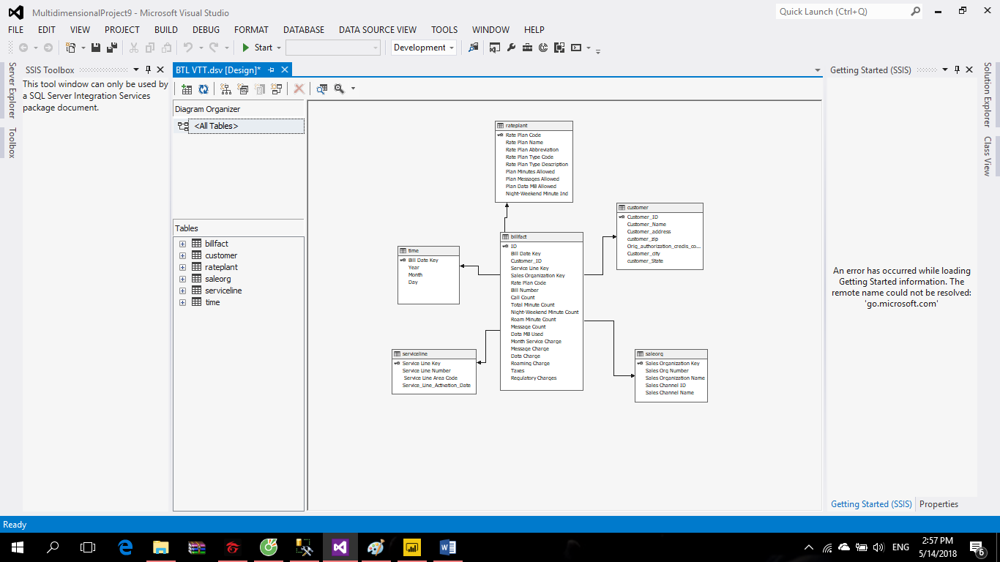 MultidimensionalProject9 - Microsoft Visual Studio
Quick Launch (Ctrl+Q)
FILE EDIT VIEW PROJECT BUILD DEBUG FORMAT DATABASE DATA SOURCE VIEW TOOLS WINDOW HELP
Start
Development
Server Explorer
Toolbox
SSIS Toolbox
This tool window can only be used by
a SQL Server Integration Services
package document.
BTL VTT.dsv [Design]*
Diagram Organizer
<All Tables>
Tables
billfact
customer
rateplant
saleorg
serviceline
time
rateplant
Rate Plan Code
Rate Plan Name
Rate Plan Abbreviation
Rate Plan Type Code
Rate Plan Type Description
Plan Minutes Allowed
Plan Messages Allowed
Plan Data MB Allowed
Night-Weekend Minute Ind
customer
Customer_ID
Customer_Name
Customer_address
customer_zip
Orig_authorization_credis_co...
Customer_city
customer_State
billfact
ID
Bill Date Key
Customer_ID
Service Line Key
Sales Organization Key
Rate Plan Code
Bill Number
Call Count
Total Minute Count
Night-Weekend Minute Count
Roam Minute Count
Message Count
Data MB Used
Month Service Charge
Message Charge
Data Charge
Roaming Charge
Taxes
Regulatory Charges
time
Bill Date Key
Year
Month
Day
serviceline
Service Line Key
Service Line Number
Service Line Area Code
Service_Line_Activation_Date
saleorg
Sales Organization Key
Sales Org Number
Sales Organization Name
Sales Channel ID
Sales Channel Name
Getting Started (SSIS)
An error has occurred while loading
Getting Started information. The
remote name could not be resolved:
'go.microsoft.com'
Getting Started (SSIS) Properties
Solution Explorer
Class View
Ready
ENG
2:57 PM
5/14/2018
6